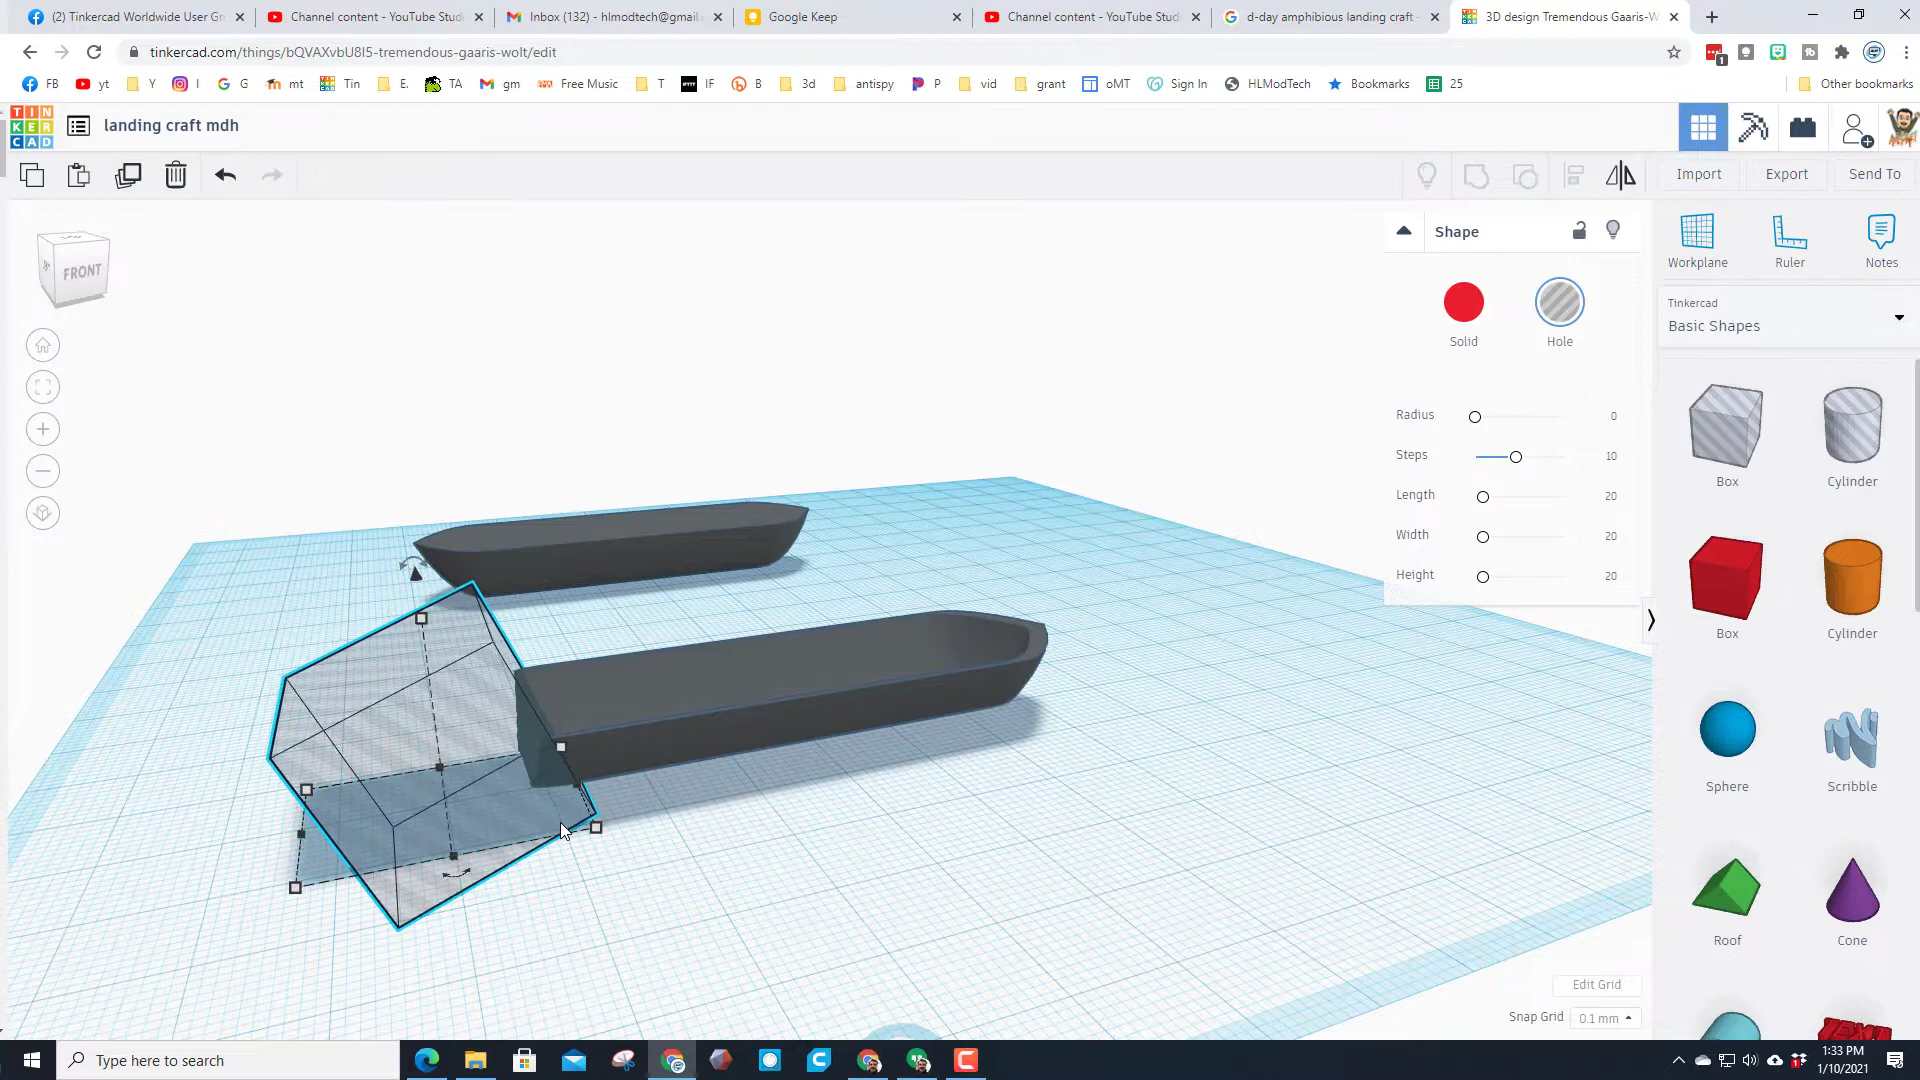 (2) Tinkercad Worldwide User Gr
Channel content - YouTube Studi
Inbox (132) - hlmodtech@gmail.
Google Keep
Channel content - YouTube Studi
d-day amphibious landing craft -
3D design Tremendous Gaaris-W
tinkercad.com/things/bQVAXvbU8I5-tremendous-gaaris-wolt/edit
FB
yt
Y
I
G
mt
Tin
E.
TA
gm
Free Music
T
IF
B
3d
antispy
P
vid
grant
oMT
Sign In
HLModTech
Bookmarks
25
Other bookmarks
TIN
KER
CAD
landing craft mdh
Import
Export
Send To
FRONT
Shape
Solid
Hole
Radius 0
Steps 10
Length 20
Width 20
Height 20
Workplane
Ruler
Notes
Tinkercad
Basic Shapes
Box
Cylinder
Box
Cylinder
Sphere
Scribble
Roof
Cone
Edit Grid
Snap Grid 0.1 mm
Type here to search
1:33 PM
1/10/2021